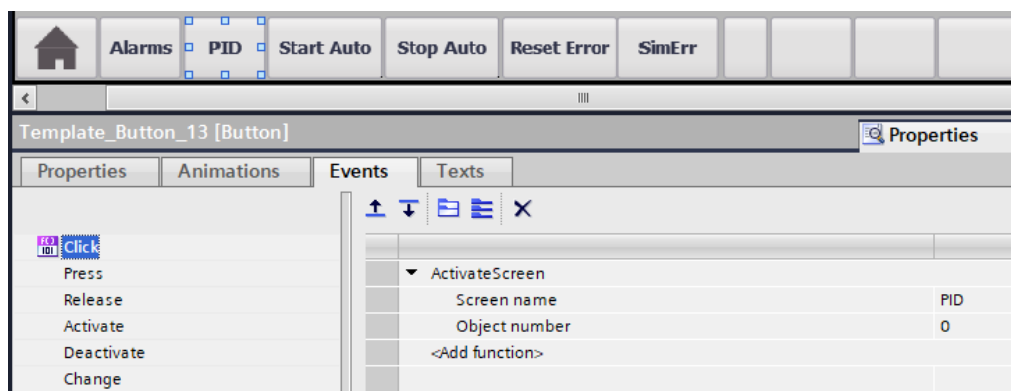 Alarms PID Start Auto Stop Auto Reset Error SimErr
Template_Button_13 [Button] Properties
Properties Animations Events Texts
Click
Press
Release
Activate
Deactivate
Change
ActivateScreen
Screen name PID
Object number 0
<Add function>